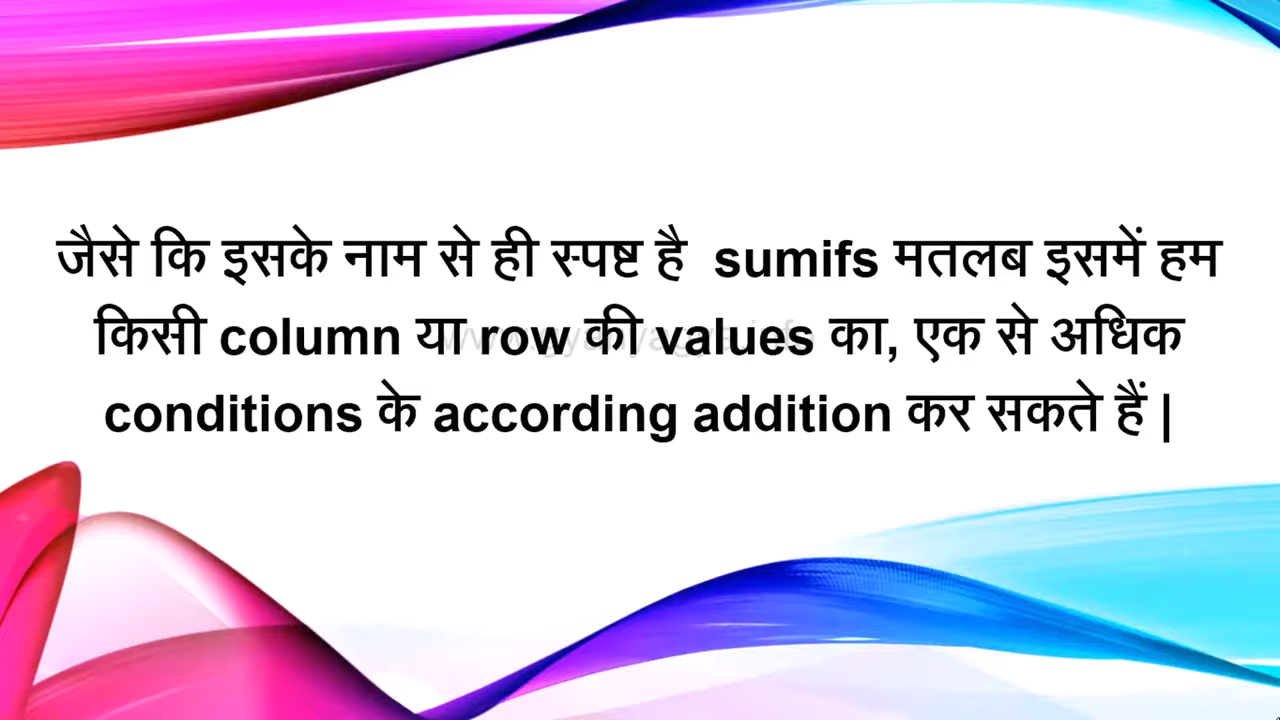 जैसे कि इसके नाम से ही स्पष्ट है sumifs मतलब इसमें हम
किसी column या row की values का, एक से अधिक
conditions के according addition कर सकते हैं |